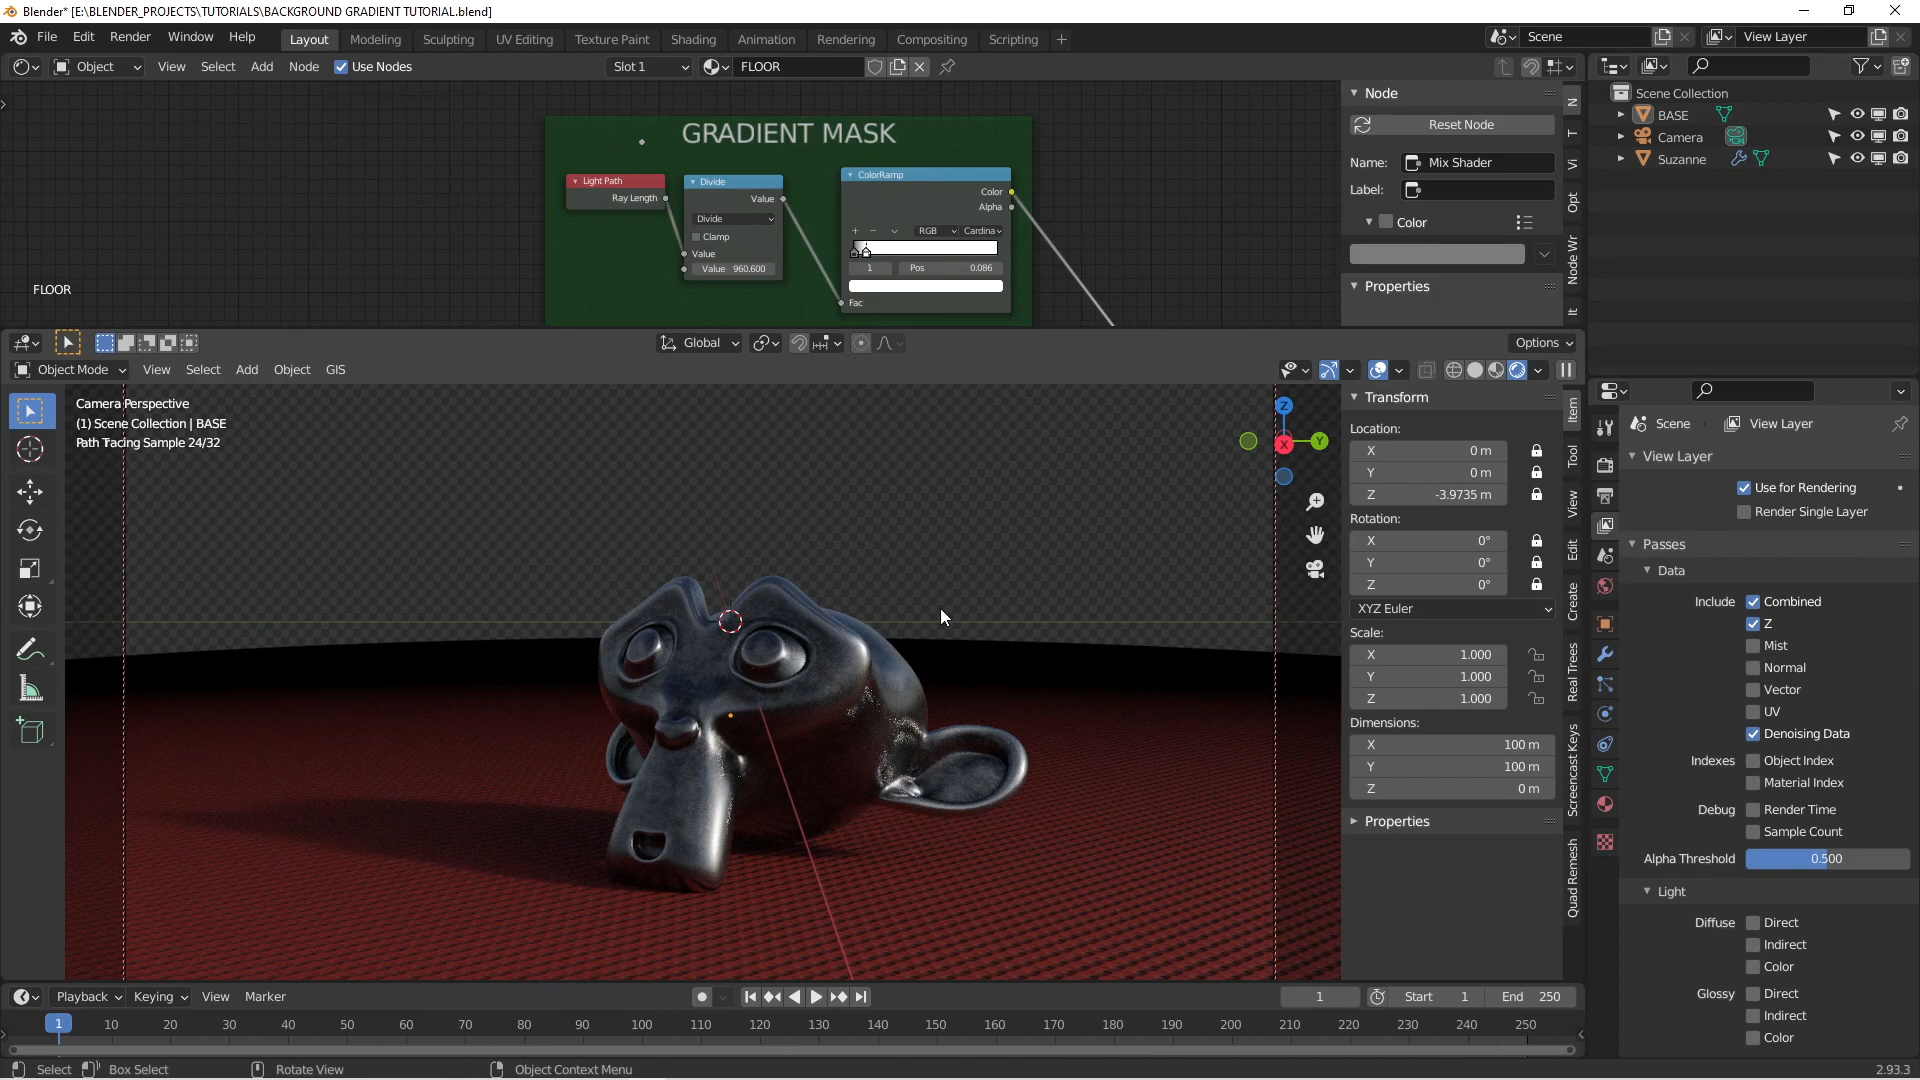 Blender* [E:\BLENDER_PROJECTS\TUTORIALS\BACKGROUND GRADIENT TUTORIAL.blend]
File Edit Render Window Help Layout Modeling Sculpting UV Editing Texture Paint Shading Animation Rendering Compositing Scripting + Scene View Layer
Object View Select Add Node Use Nodes Slot 1 FLOOR
GRADIENT MASK
Light Path
Ray Length
Divide
Value
Divide
Clamp
Value
Value 960.600
ColorRamp
Color
Alpha
+ − RGB Cardina
1 Pos 0.086
Fac
FLOOR
Node
Reset Node
Name: Mix Shader
Label:
Color
Properties
N
T
Vi
Opt
Node Wr
It
Scene Collection
BASE
Camera
Suzanne
Global Options
Object Mode View Select Add Object GIS
Camera Perspective
(1) Scene Collection | BASE
Path Tracing Sample 24/32
Z
Y
X
Transform
Location:
X 0 m
Y 0 m
Z -3.9735 m
Rotation:
X 0°
Y 0°
Z 0°
XYZ Euler
Scale:
X 1.000
Y 1.000
Z 1.000
Dimensions:
X 100 m
Y 100 m
Z 0 m
Properties
Item
Tool
View
Edit
Create
Real Trees
Screencast Keys
Quad Remesh
Scene View Layer
View Layer
Use for Rendering
Render Single Layer
Passes
Data
Include Combined
Z
Mist
Normal
Vector
UV
Denoising Data
Indexes Object Index
Material Index
Debug Render Time
Sample Count
Alpha Threshold 0.500
Light
Diffuse Direct
Indirect
Color
Glossy Direct
Indirect
Color
Playback Keying View Marker 1 Start 1 End 250
1 10 20 30 40 50 60 70 80 90 100 110 120 130 140 150 160 170 180 190 200 210 220 230 240 250
Select Box Select Rotate View Object Context Menu 2.93.3